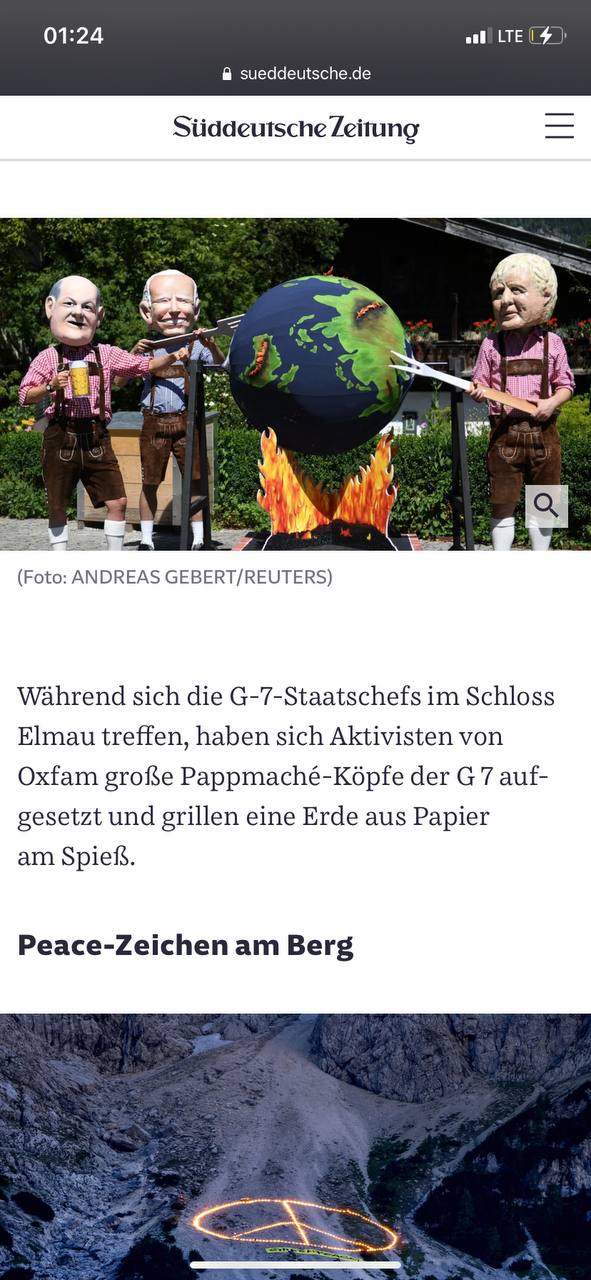 01:24
LTE
sueddeutsche.de
Süddeutsche Zeitung
(Foto: ANDREAS GEBERT/REUTERS)
Während sich die G-7-Staatschefs im Schloss
Elmau treffen, haben sich Aktivisten von
Oxfam große Pappmaché-Köpfe der G 7 auf-
gesetzt und grillen eine Erde aus Papier
am Spieß.
Peace-Zeichen am Berg